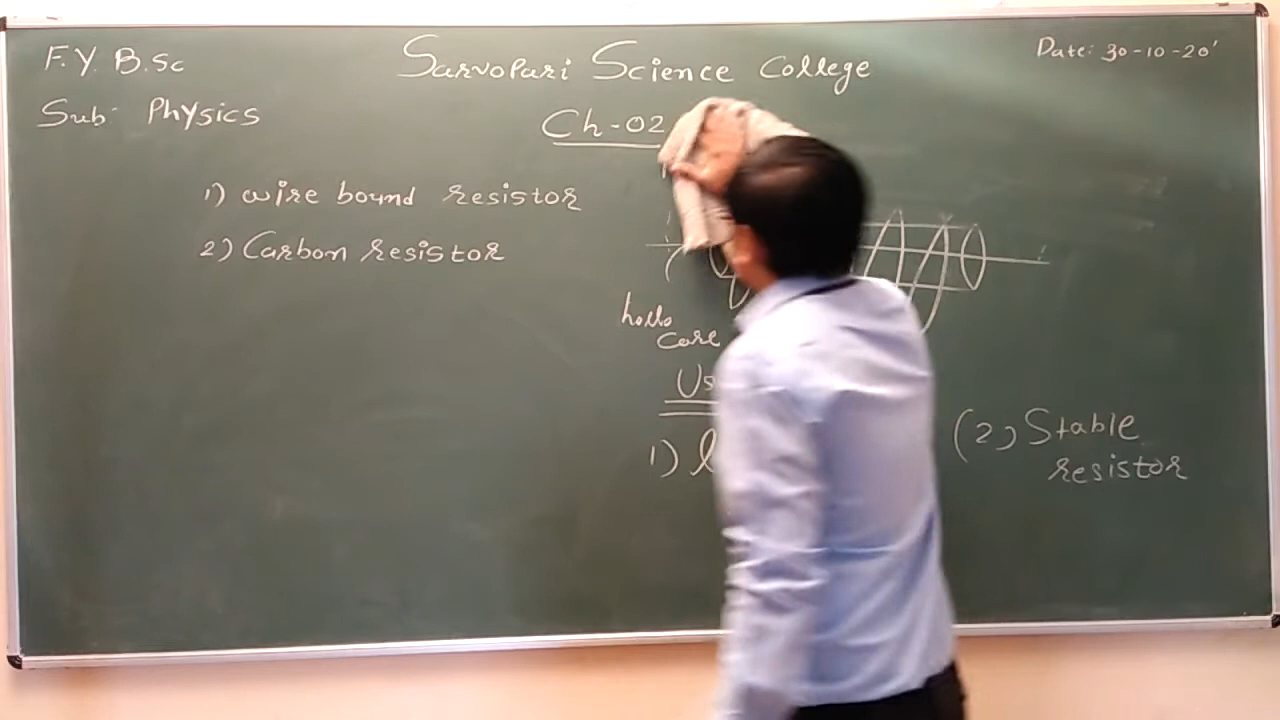 F.Y. B.Sc
Sarvopari Science College
Date: 30-10-20'
Sub: Physics
Ch-02
1) wire bound resistor
2) Carbon resistor
hollo
core
Us
1) l
(2) Stable
resistor